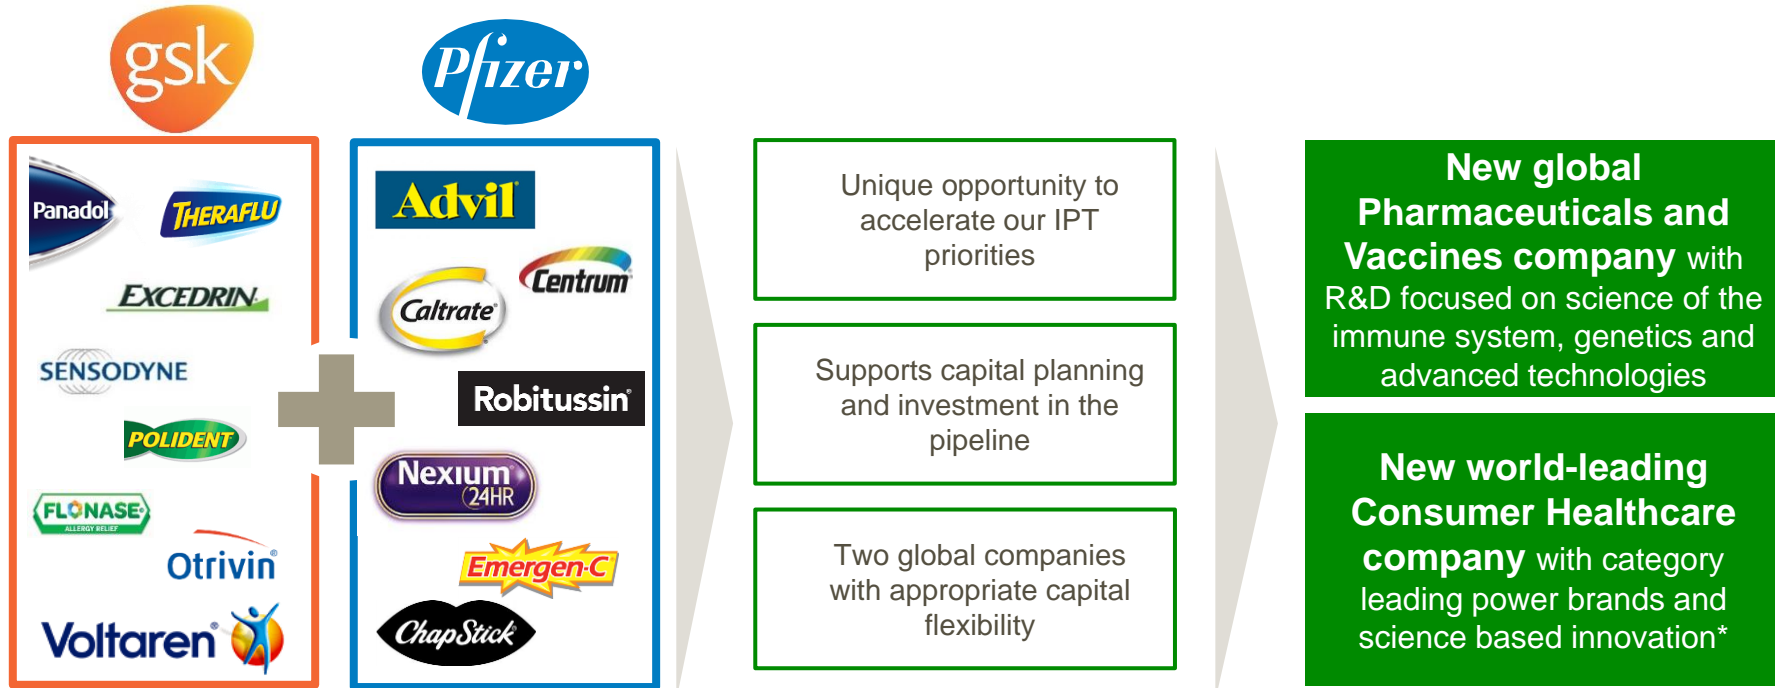 gsk
Pfizer
Panadol
THERAFLU
EXCEDRIN
SENSODYNE
POLIDENT
FLONASE
ALLERGY RELIEF
Otrivin
Voltaren
Advil
Centrum
Caltrate
Robitussin
Nexium
24HR
Emergen-C
ChapStick
Unique opportunity to
accelerate our IPT
priorities
Supports capital planning
and investment in the
pipeline
Two global companies
with appropriate capital
flexibility
New global
Pharmaceuticals and
Vaccines company with
R&D focused on science of the
immune system, genetics and
advanced technologies
New world-leading
Consumer Healthcare
company with category
leading power brands and
science based innovation*